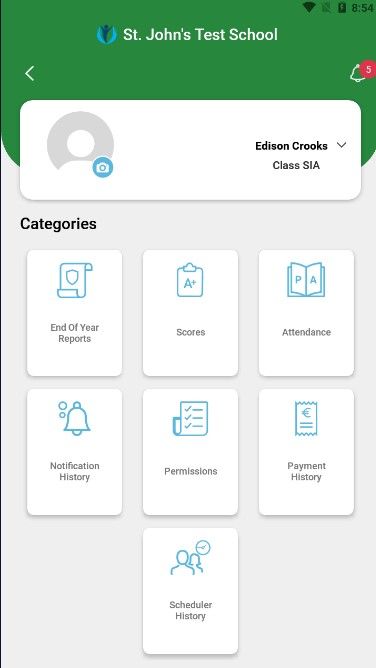 8:54
St. John's Test School
5
Edison Crooks
Class SIA
Categories
End Of Year
Reports
A+
Scores
P A
Attendance
Notification
History
Permissions
€
Payment
History
Scheduler
History